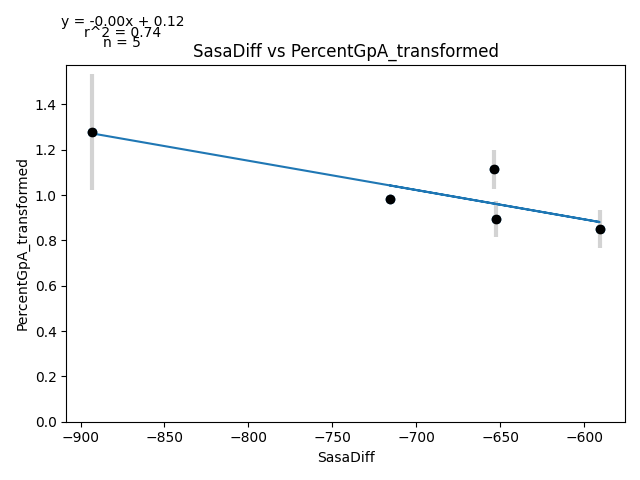 y = -0.00x + 0.12
r^2 = 0.74
n = 5
SasaDiff vs PercentGpA_transformed
1.4
1.2
1.0
0.8
0.6
0.4
0.2
0.0
PercentGpA_transformed
−900
−850
−800
−750
−700
−650
−600
SasaDiff